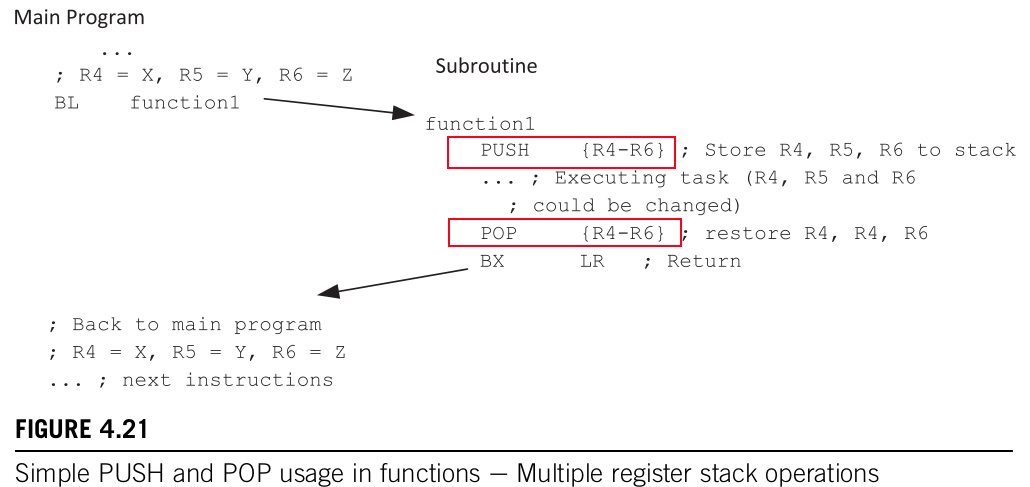 Main Program
...
; R4 = X, R5 = Y, R6 = Z
BL function1
Subroutine
function1
PUSH {R4-R6} ; Store R4, R5, R6 to stack
... ; Executing task (R4, R5 and R6
; could be changed)
POP {R4-R6} ; restore R4, R4, R6
BX LR ; Return
; Back to main program
; R4 = X, R5 = Y, R6 = Z
... ; next instructions
FIGURE 4.21
Simple PUSH and POP usage in functions — Multiple register stack operations